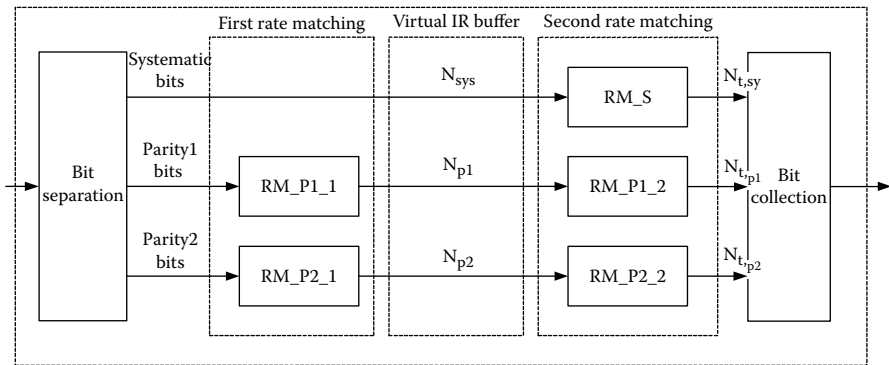 First rate matching
Virtual IR buffer
Second rate matching
Systematic
bits
N_sys
RM_S
N_t,sy
Parity1
bits
RM_P1_1
N_p1
RM_P1_2
N_t,p1
Bit
separation
Bit
collection
Parity2
bits
RM_P2_1
N_p2
RM_P2_2
N_t,p2